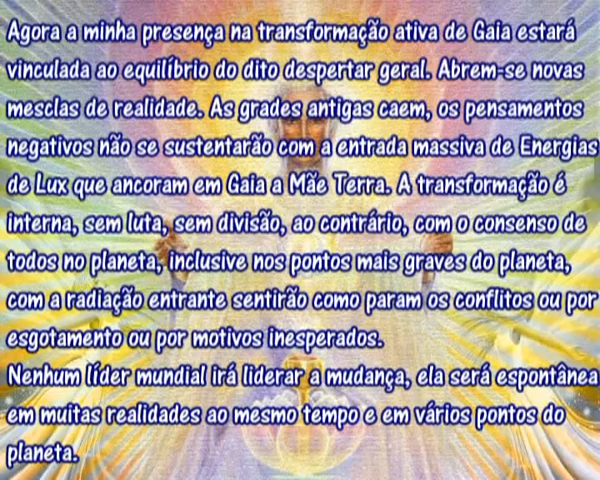 Agora a minha presença na transformação ativa de Gaia estará
vinculada ao equilíbrio do dito despertar geral. Abrem-se novas
mesclas de realidade. As grades antigas caem, os pensamentos
negativos não se sustentarão com a entrada massiva de Energias
de Lux que ancoram em Gaia a Mãe Terra. A transformação é
interna, sem luta, sem divisão, ao contrário, com o consenso de
todos no planeta, inclusive nos pontos mais graves do planeta,
com a radiação entrante sentirão como param os conflitos ou por
esgotamento ou por motivos inesperados.
Nenhum líder mundial irá liderar a mudança, ela será espontânea
em muitas realidades ao mesmo tempo e em vários pontos do
planeta.